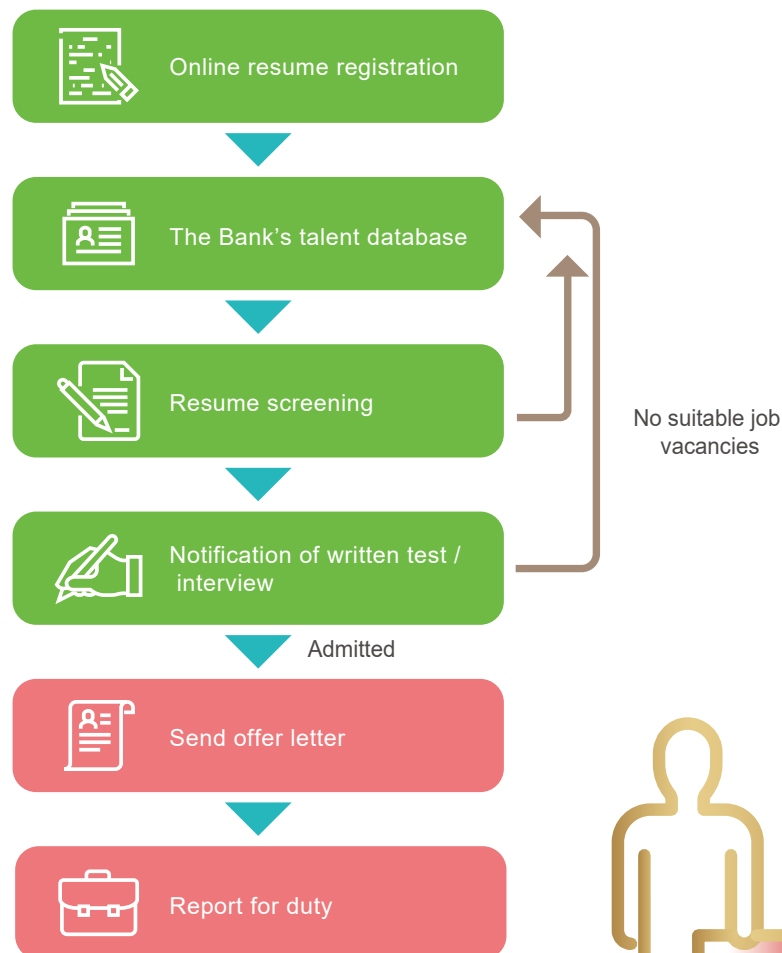 Online resume registration
The Bank's talent database
Resume screening
No suitable job
vacancies
Notification of written test /
interview
Admitted
Send offer letter
Report for duty